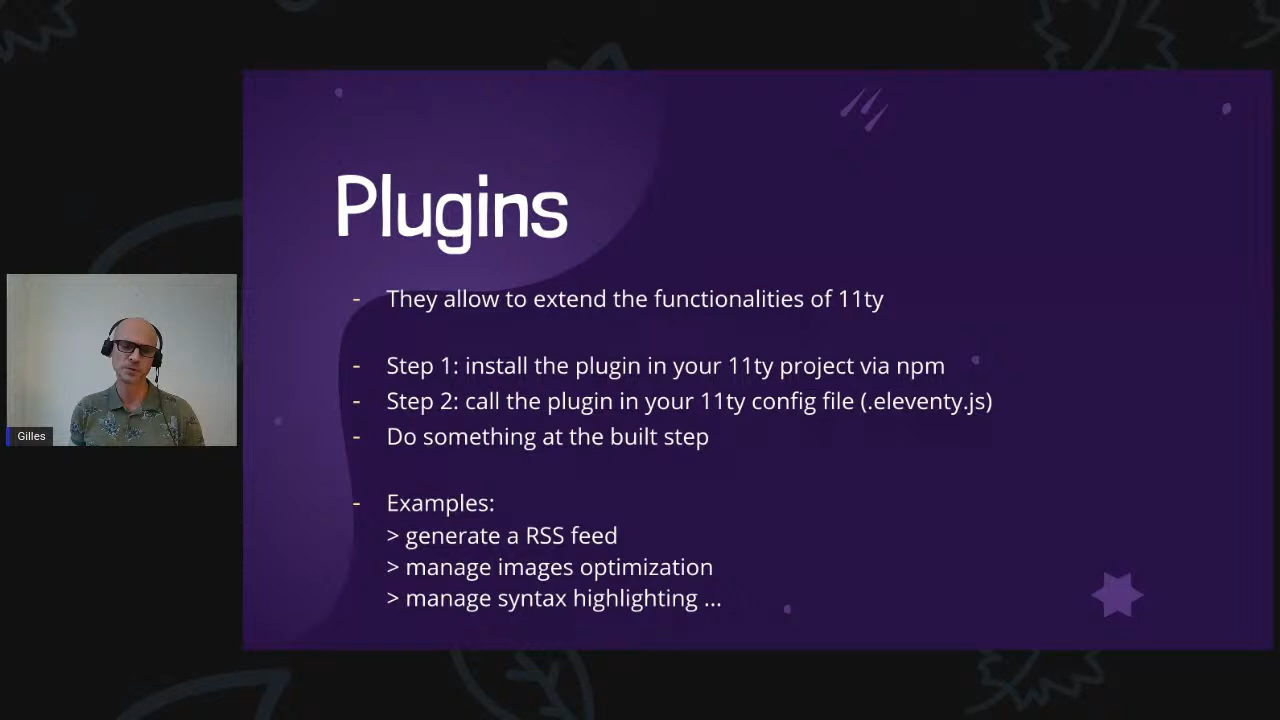 Plugins
- They allow to extend the functionalities of 11ty
- Step 1: install the plugin in your 11ty project via npm
- Step 2: call the plugin in your 11ty config file (.eleventy.js)
- Do something at the built step
- Examples:
> generate a RSS feed
> manage images optimization
> manage syntax highlighting ...
Gilles